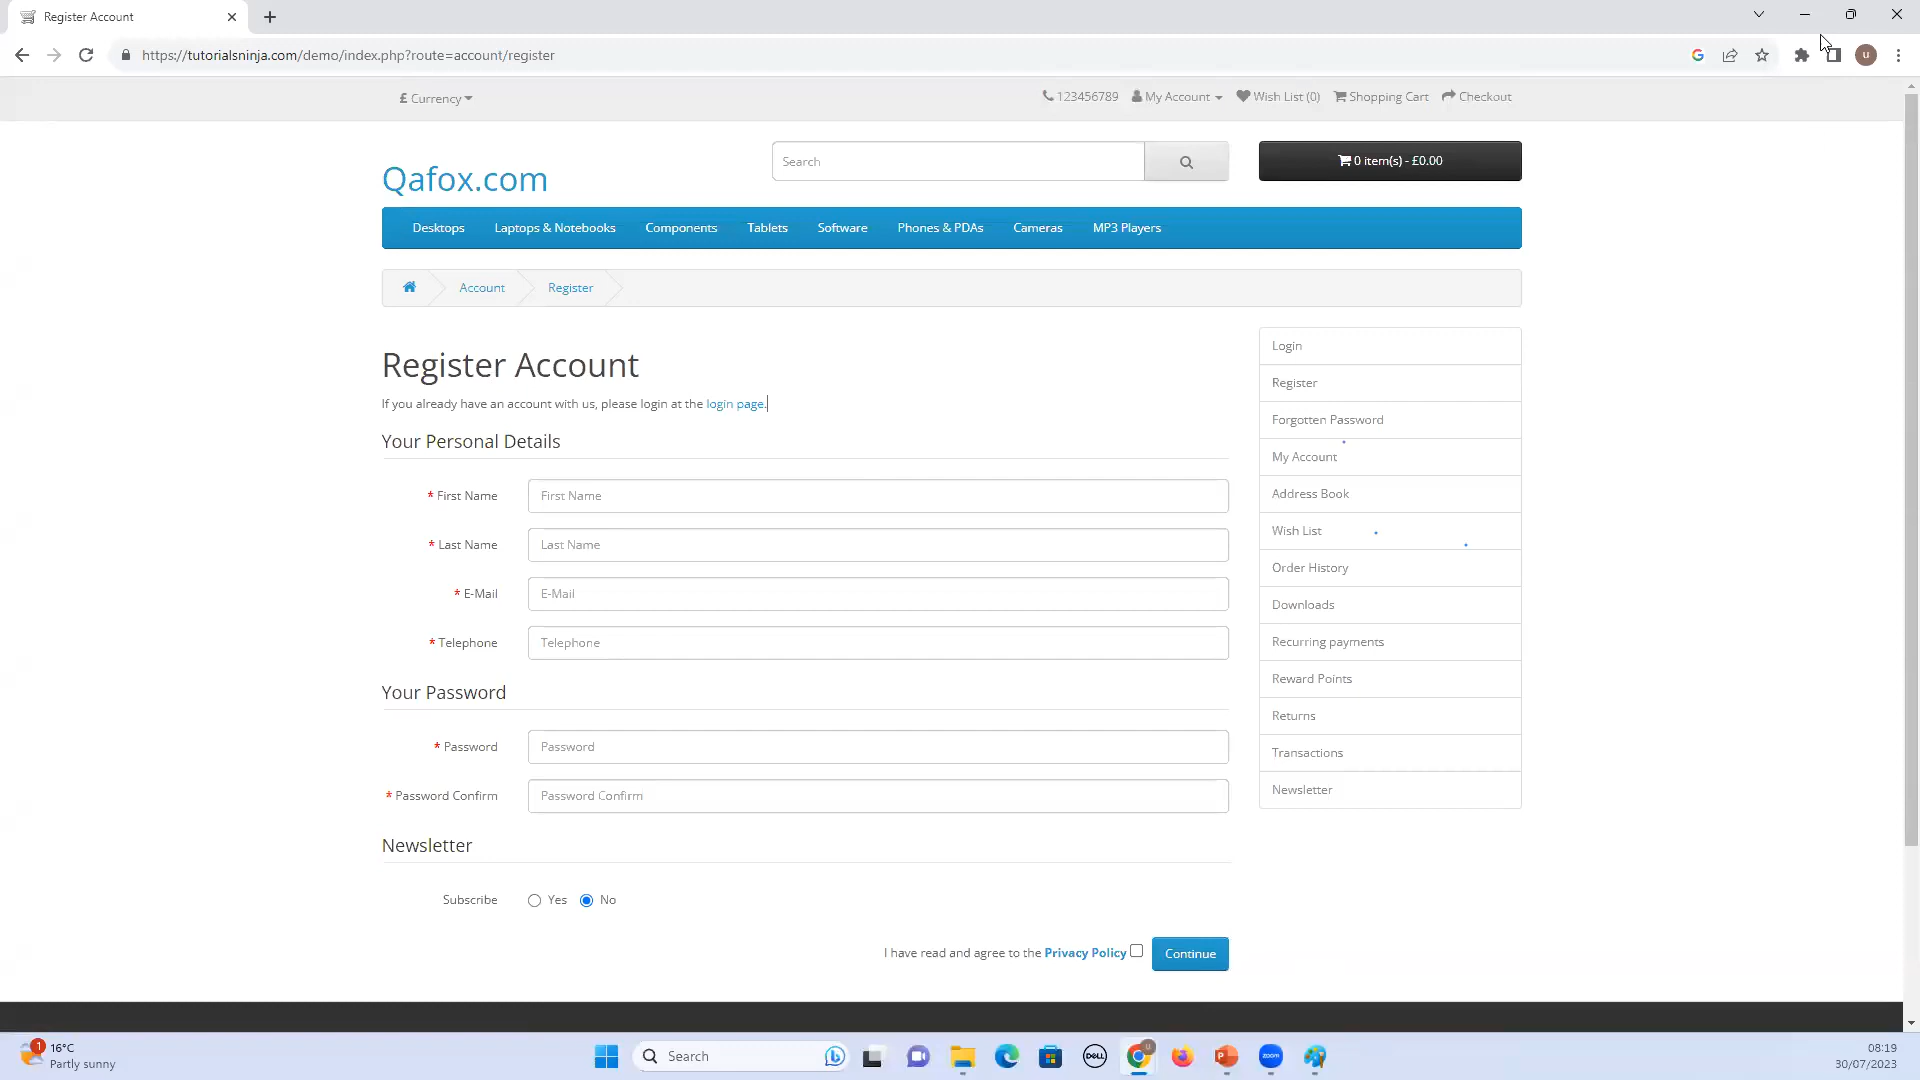 Register Account
https://tutorialsninja.com/demo/index.php?route=account/register
u
£ Currency
123456789 My Account Wish List (0) Shopping Cart Checkout
Qafox.com
Search
0 item(s) - £0.00
Desktops Laptops & Notebooks Components Tablets Software Phones & PDAs Cameras MP3 Players
Account Register
Register Account
If you already have an account with us, please login at the login page.
Your Personal Details
* First Name First Name
* Last Name Last Name
* E-Mail E-Mail
* Telephone Telephone
Your Password
* Password Password
* Password Confirm Password Confirm
Newsletter
Subscribe Yes No
I have read and agree to the Privacy Policy Continue
Login
Register
Forgotten Password
My Account
Address Book
Wish List
Order History
Downloads
Recurring payments
Reward Points
Returns
Transactions
Newsletter
1
16°C
Partly sunny
Search
DELL
zoom
08:19
30/07/2023